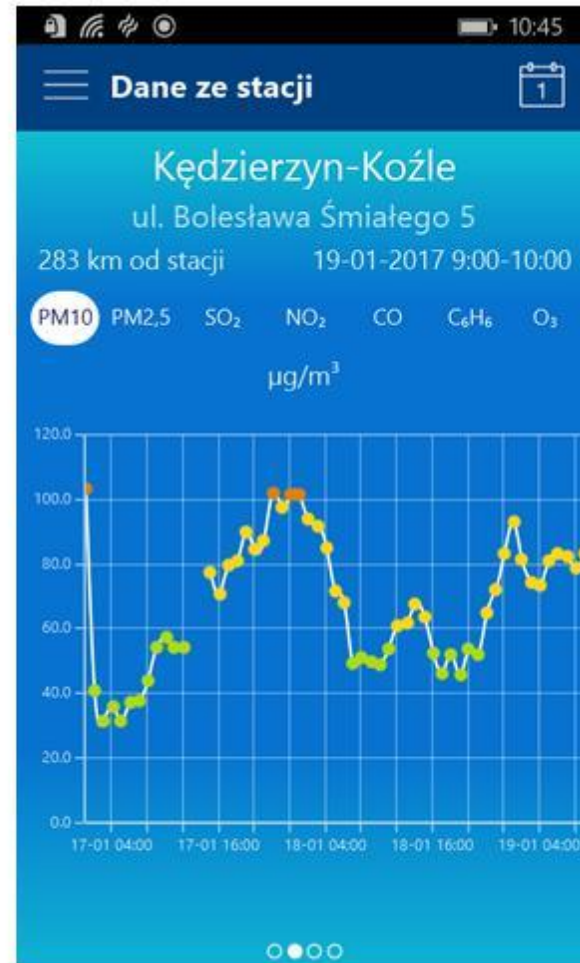 10:45
Dane ze stacji
1
Kędzierzyn-Koźle
ul. Bolesława Śmiałego 5
283 km od stacji 19-01-2017 9:00-10:00
PM10 PM2,5 SO₂ NO₂ CO C₆H₆ O₃
µg/m³
120.0
100.0
80.0
60.0
40.0
20.0
0.0
17-01 04:00 17-01 16:00 18-01 04:00 18-01 16:00 19-01 04:00